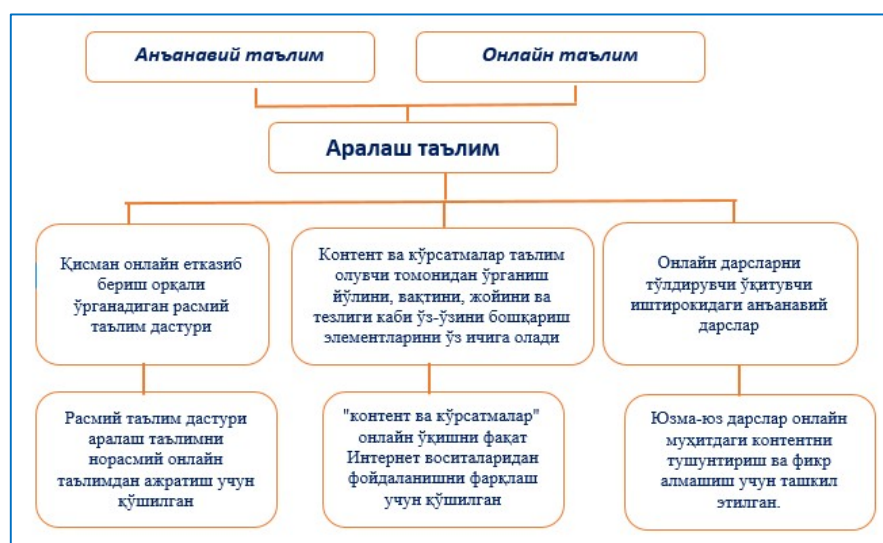 Анъанавий таълим
Онлайн таълим
Аралаш таълим
Қисман онлайн етказиб
бериш орқали
ўрганадиган расмий
таълим дастури
Контент ва кўрсатмалар таълим
олувчи томонидан ўрганиш
йўлини, вақтини, жойини ва
тезлиги каби ўз-ўзини бошқариш
элементларини ўз ичига олади
Онлайн дарсларни
тўлдирувчи ўқитувчи
иштирокидаги анъанавий
дарслар
Расмий таълим дастури
аралаш таълимни
норасмий онлайн
таълимдан ажратиш учун
қўшилган
"контент ва кўрсатмалар"
онлайн ўқишни фақат
Интернет воситаларидан
фойдаланишни фарқлаш
учун қўшилган
Юзма-юз дарслар онлайн
муҳитдаги контентни
тушунтириш ва фикр
алмашиш учун ташкил
этилган.